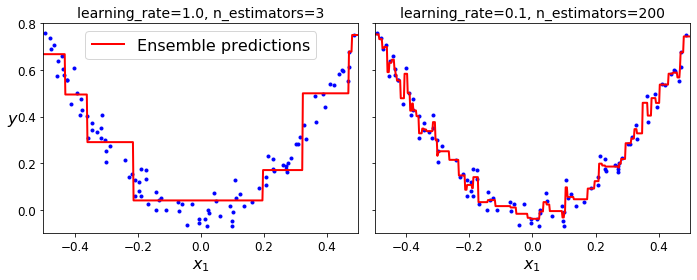 learning_rate=1.0, n_estimators=3
Ensemble predictions
y
0.8
0.6
0.4
0.2
0.0
−0.4 −0.2 0.0 0.2 0.4
x₁
learning_rate=0.1, n_estimators=200
−0.4 −0.2 0.0 0.2 0.4
x₁